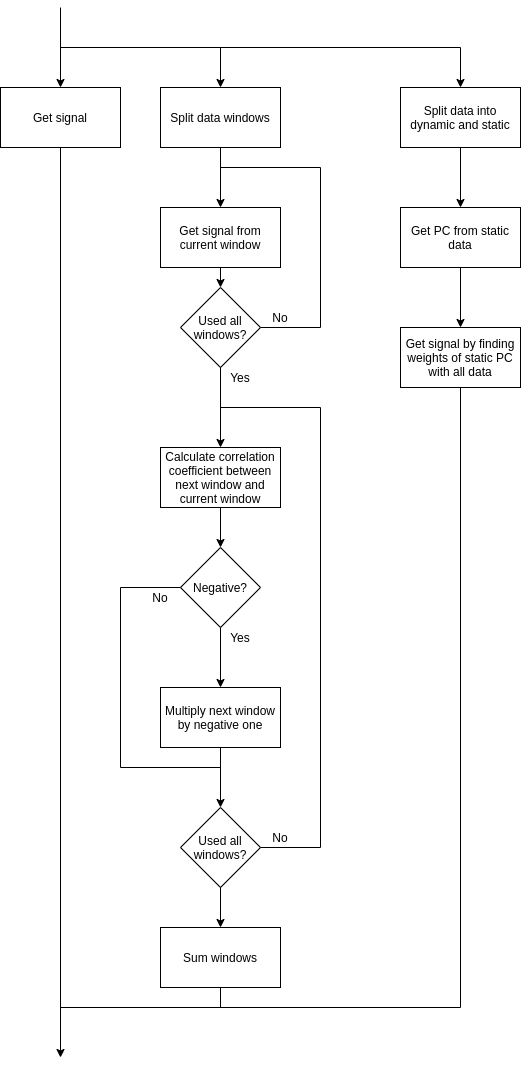 Get signal
Split data windows
Split data into
dynamic and static
Get signal from
current window
Get PC from static
data
Used all
windows?
No
Yes
Get signal by finding
weights of static PC
with all data
Calculate correlation
coefficient between
next window and
current window
Negative?
No
Yes
Multiply next window
by negative one
Used all
windows?
No
Sum windows